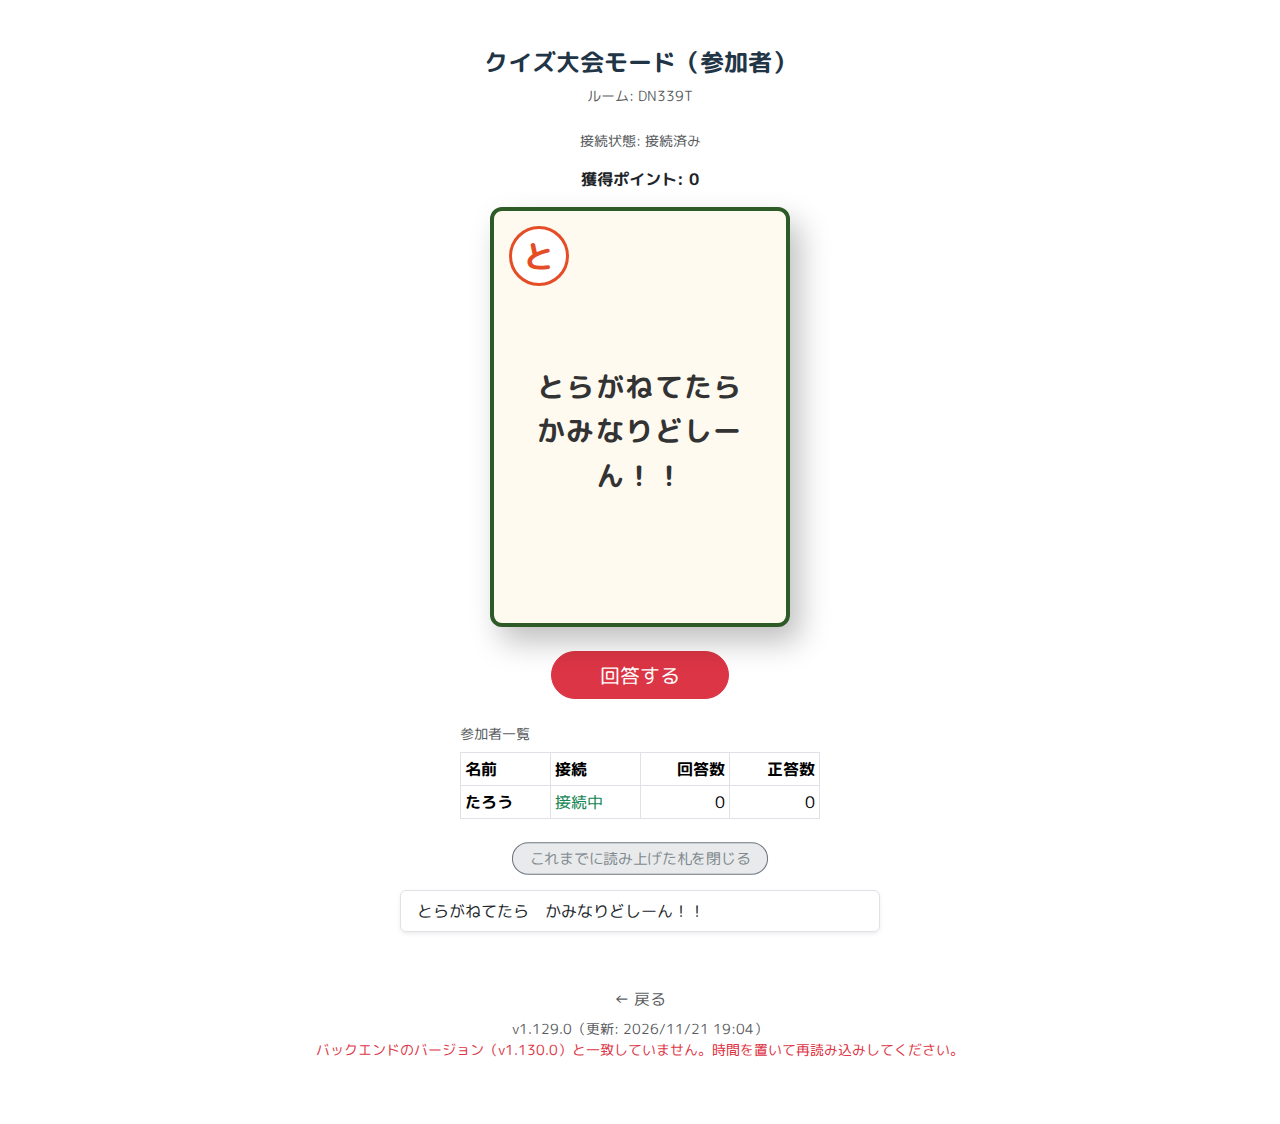 クイズ大会モード（参加者）
ルーム: DN339T
接続状態: 接続済み
獲得ポイント: 0
と
とらがねてたら
かみなりどしー
ん！！
回答する
参加者一覧
名前 接続 回答数 正答数
たろう 接続中 0 0
これまでに読み上げた札を閉じる
とらがねてたら　かみなりどしーん！！
← 戻る
v1.129.0（更新: 2026/11/21 19:04）
バックエンドのバージョン（v1.130.0）と一致していません。時間を置いて再読み込みしてください。